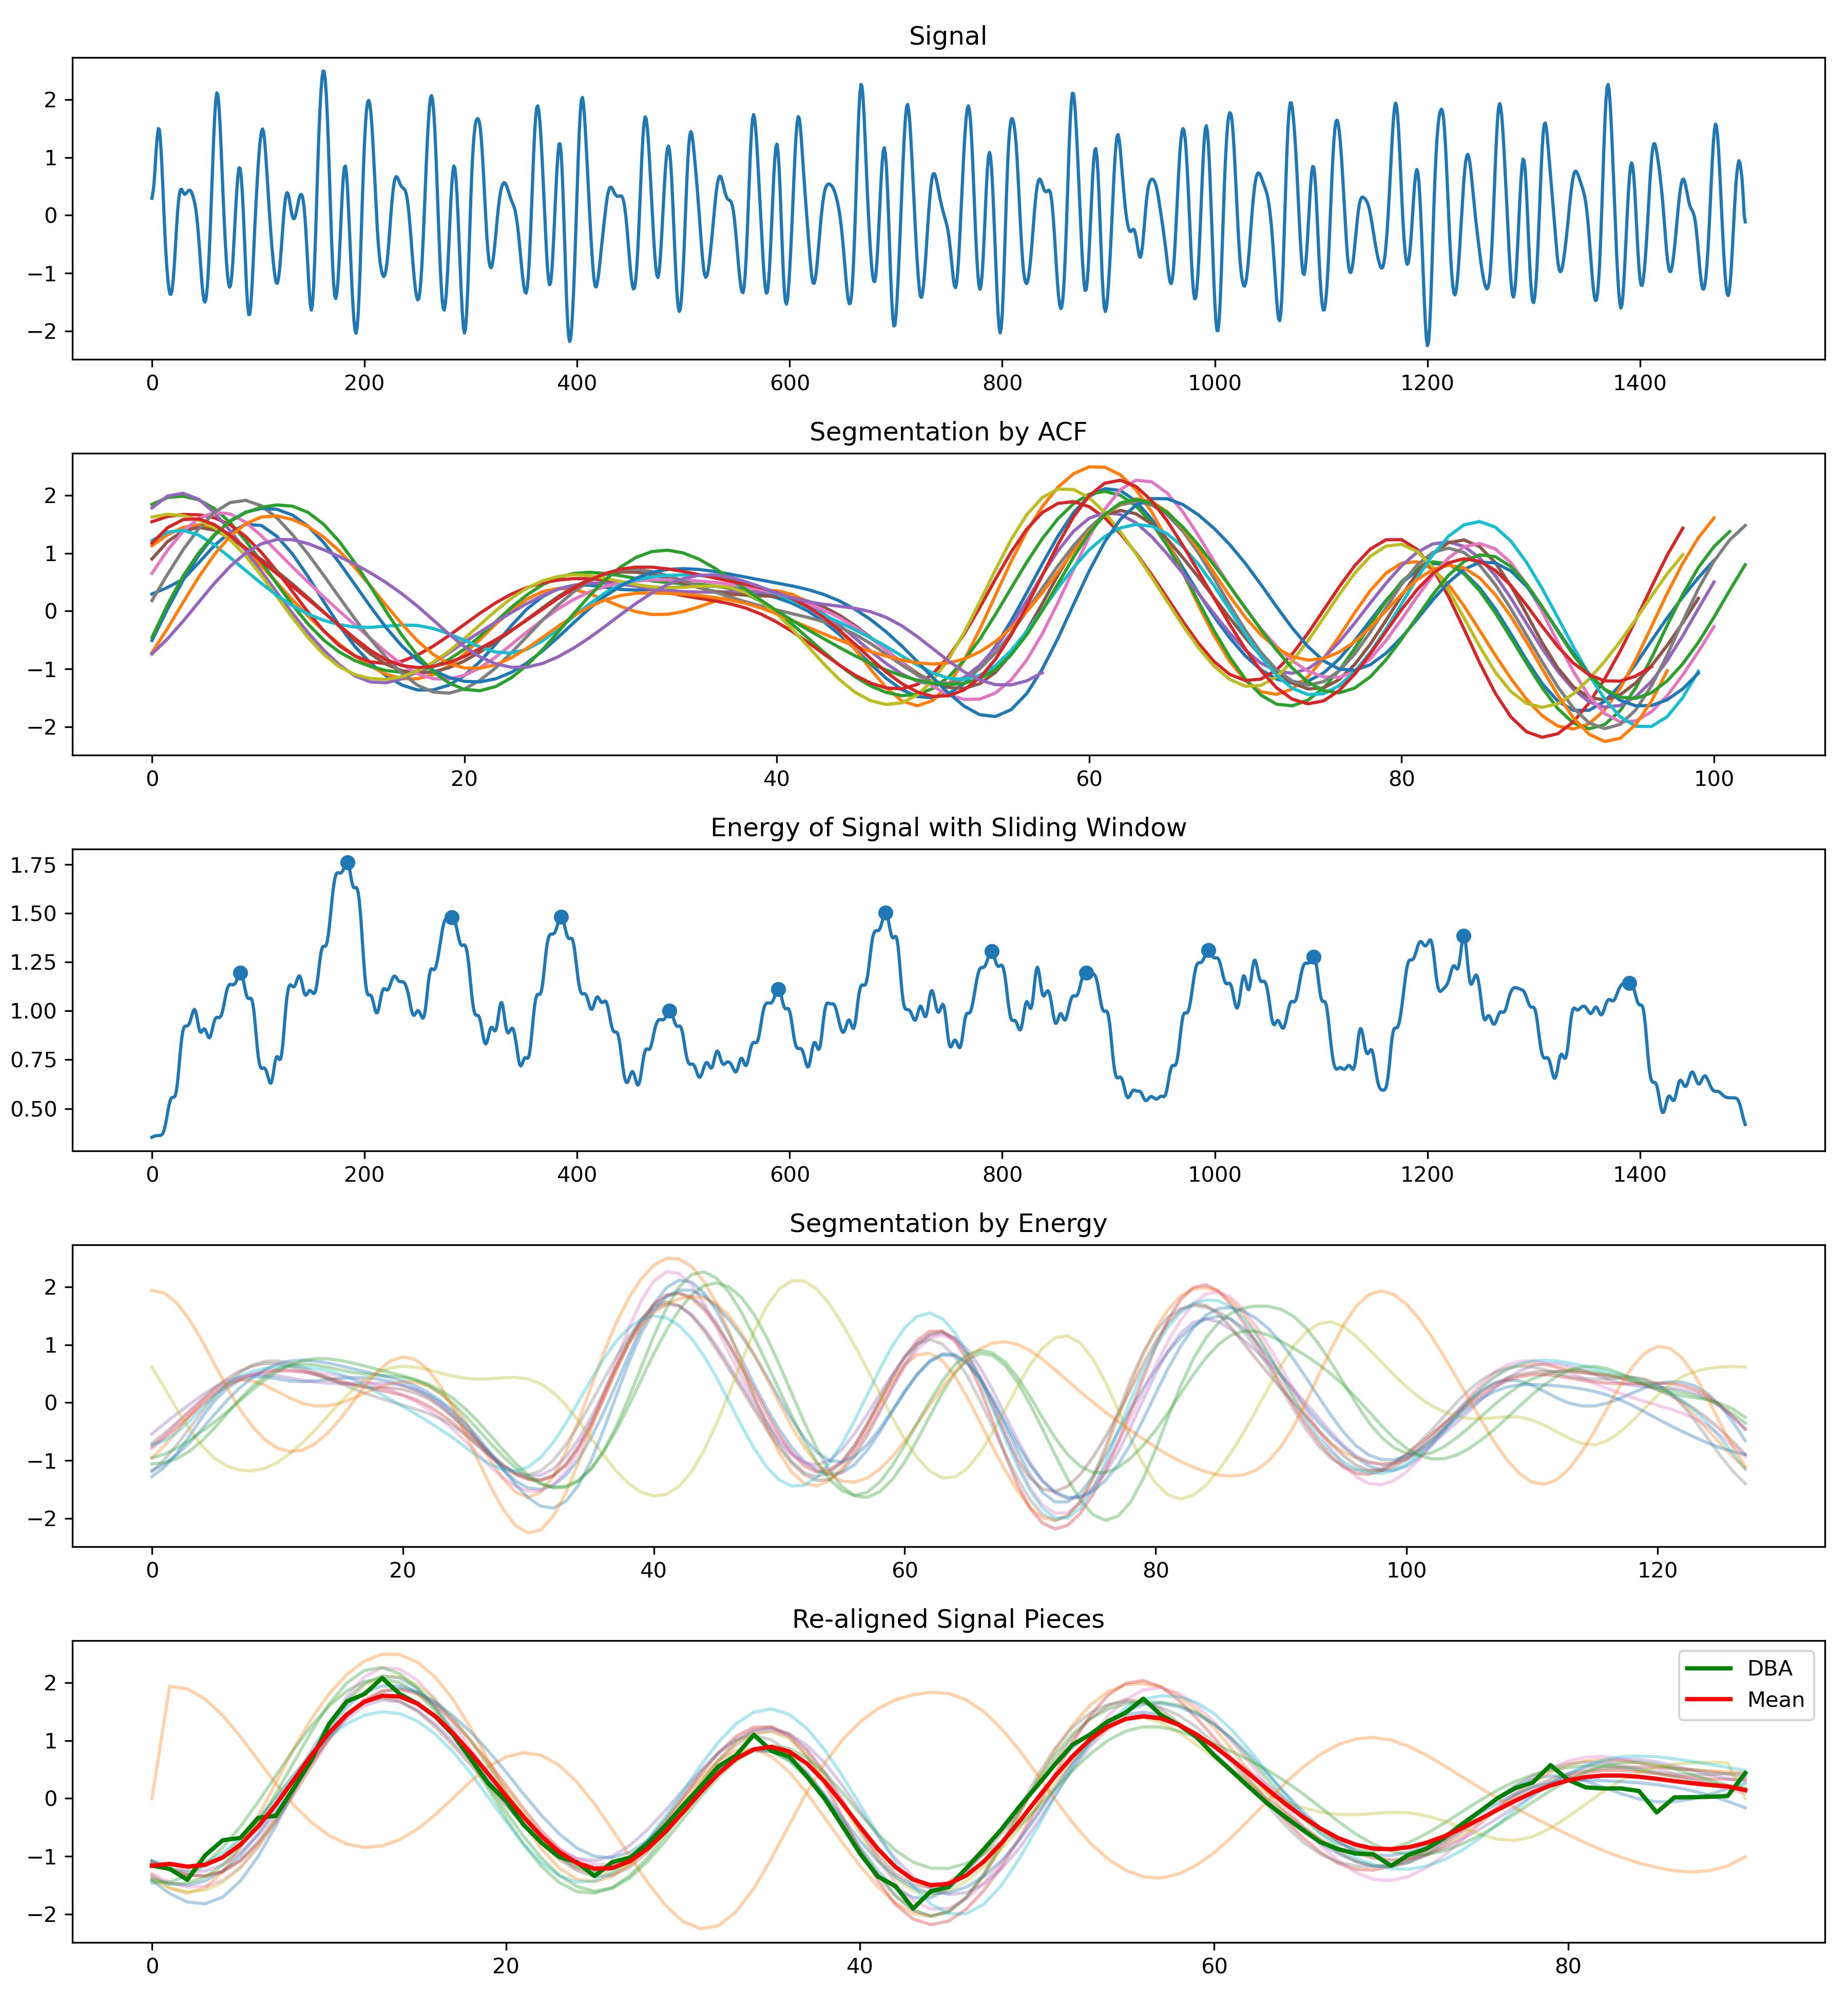 Signal
2
1
0
−1
−2
0 200 400 600 800 1000 1200 1400
Segmentation by ACF
2
1
0
−1
−2
0 20 40 60 80 100
Energy of Signal with Sliding Window
1.75
1.50
1.25
1.00
0.75
0.50
0 200 400 600 800 1000 1200 1400
Segmentation by Energy
2
1
0
−1
−2
0 20 40 60 80 100 120
Re-aligned Signal Pieces
DBA
Mean
2
1
0
−1
−2
0 20 40 60 80